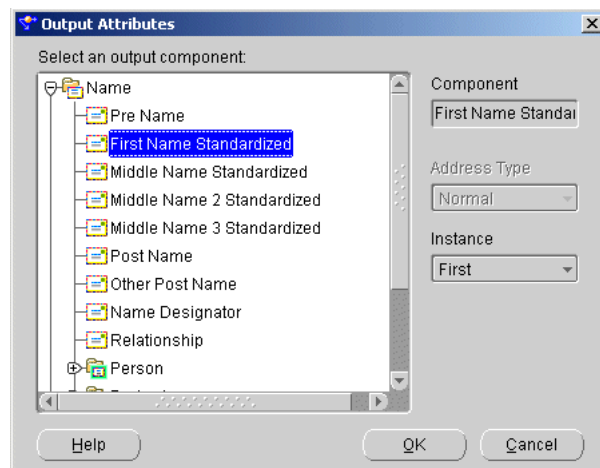 Output Attributes
Select an output component:
Name
Pre Name
First Name Standardized
Middle Name Standardized
Middle Name 2 Standardized
Middle Name 3 Standardized
Post Name
Other Post Name
Name Designator
Relationship
Person
Component
First Name Standar
Address Type
Normal
Instance
First
Help
OK
Cancel